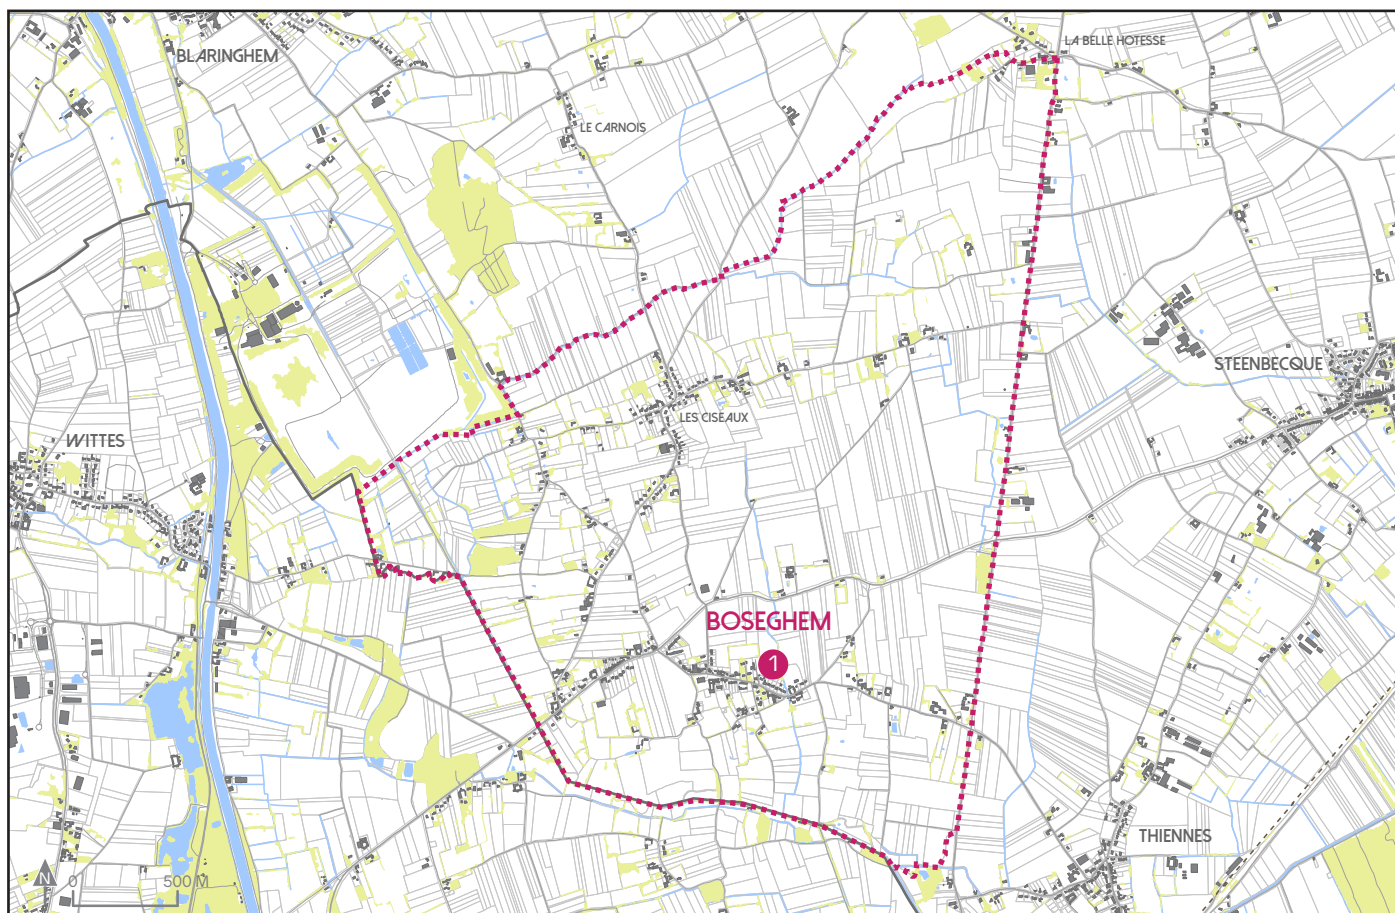 LA BELLE HOTESSE
BLARINGHEM
LE CARNOIS
STEENBECQUE
LES CISEAUX
WITTES
BOSEGHEM
1
THIENNES
N
0 500 M